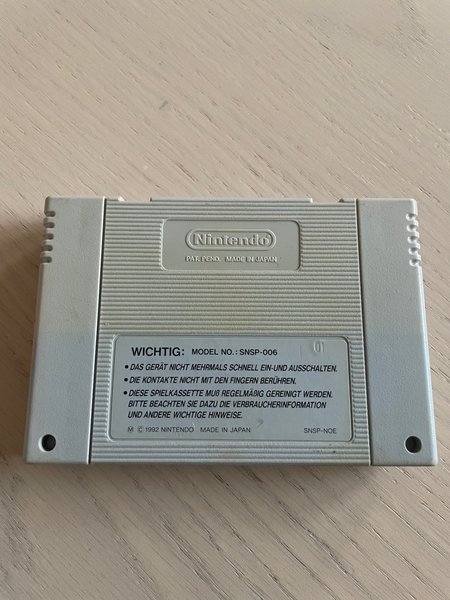 Nintendo
PAT. PEND. MADE IN JAPAN
WICHTIG: MODEL NO.: SNSP-006
• DAS GERÄT NICHT MEHRMALS SCHNELL EIN-UND AUSSCHALTEN.
• DIE KONTAKTE NICHT MIT DEN FINGERN BERÜHREN.
• DIESE SPIELKASSETTE MUß REGELMÄßIG GEREINIGT WERDEN.
BITTE BEACHTEN SIE DAZU DIE VERBRAUCHERINFORMATION
UND ANDERE WICHTIGE HINWEISE.
Ⓜ © 1992 NINTENDO MADE IN JAPAN SNSP-NOE